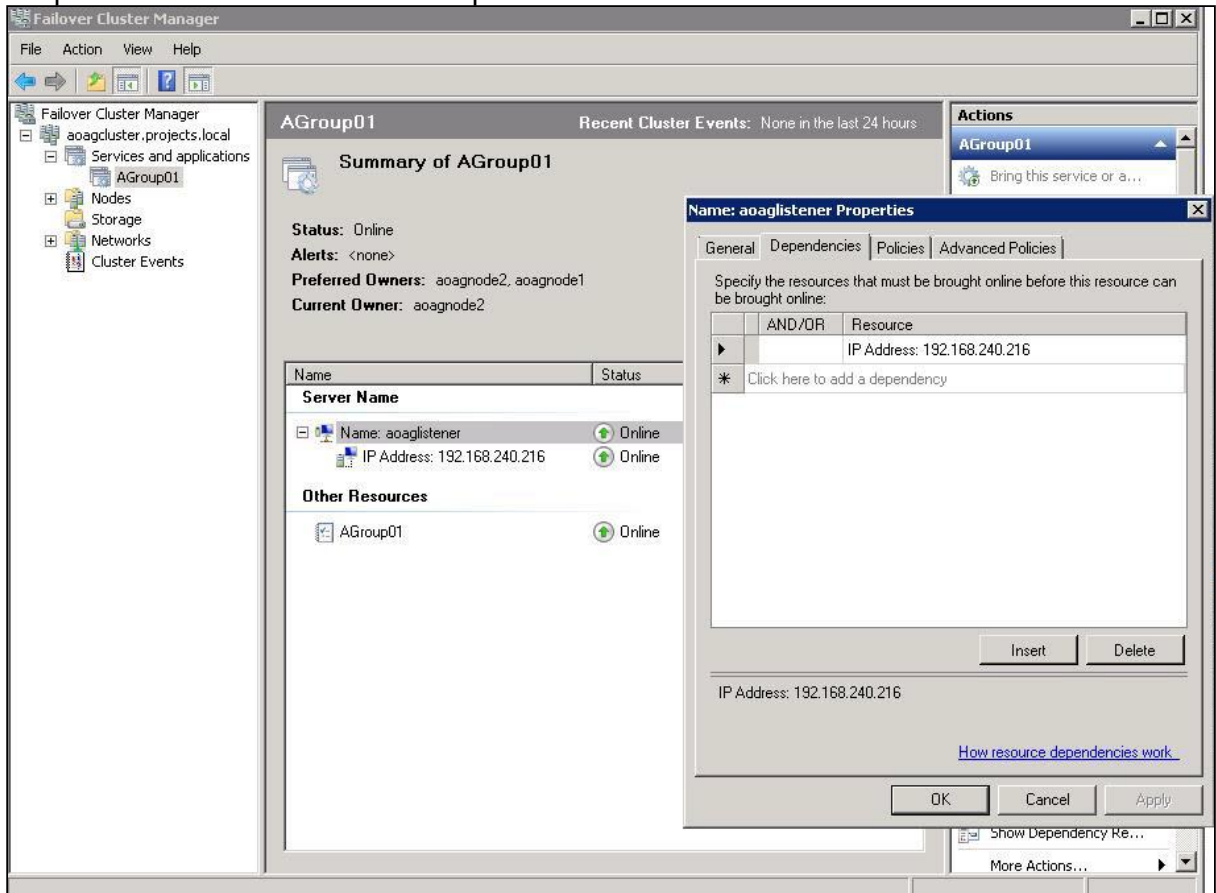 Failover Cluster Manager
File Action View Help
Failover Cluster Manager
aoagcluster.projects.local
Services and applications
AGroup01
Nodes
Storage
Networks
Cluster Events
AGroup01 Recent Cluster Events: None in the last 24 hours
Summary of AGroup01
Status: Online
Alerts: <none>
Preferred Owners: aoagnode2, aoagnode1
Current Owner: aoagnode2
Name Status
Server Name
Name: aoaglistener Online
IP Address: 192.168.240.216 Online
Other Resources
AGroup01 Online
Actions
AGroup01
Bring this service or a...
Name: aoaglistener Properties
General Dependencies Policies Advanced Policies
Specify the resources that must be brought online before this resource can
be brought online:
AND/OR Resource
IP Address: 192.168.240.216
Click here to add a dependency
Insert Delete
IP Address: 192.168.240.216
How resource dependencies work
OK Cancel Apply
Show Dependency Re...
More Actions...